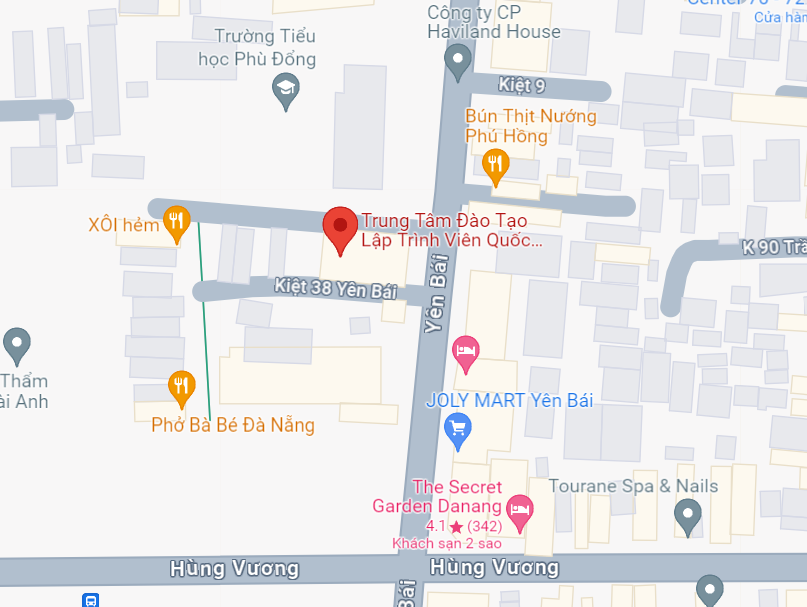 Công ty CP
Haviland House
Center 70 - 72
Cửa hàn
Trường Tiểu
học Phù Đổng
Kiệt 9
Bún Thịt Nướng
Phú Hồng
XÔI hẻm
Trung Tâm Đào Tạo
Lập Trình Viên Quốc...
K 90 Trầ
Kiệt 38 Yên Bái
Yên Bái
Thẩm
ài Anh
Phở Bà Bé Đà Nẵng
JOLY MART Yên Bái
The Secret
Garden Danang
4.1 ★ (342)
Khách sạn 2 sao
Tourane Spa & Nails
Hùng Vương
Hùng Vương
Bái